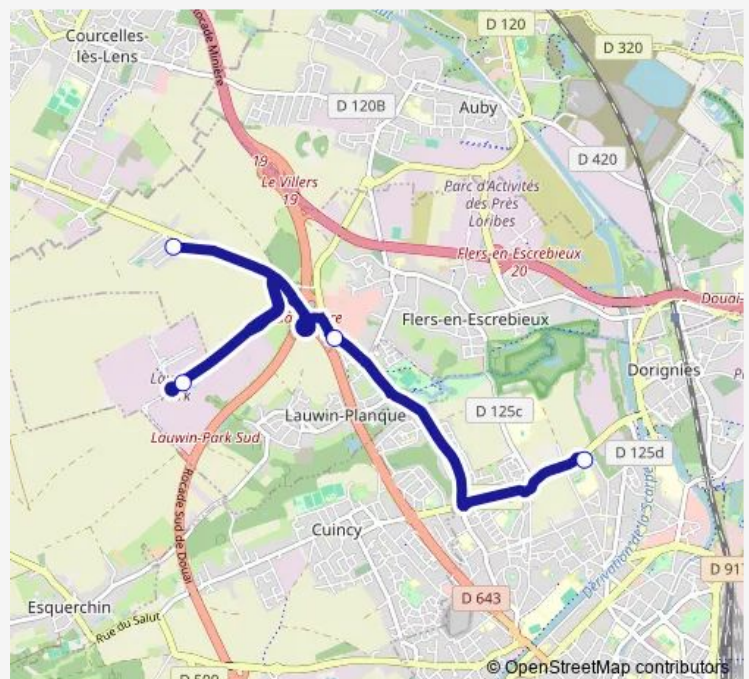 D 120
Courcelles-
lès-Lens
D 320
Rocade Minière
D 120B
Auby
19
D 420
Le Villers
19
Parc d'Activités
des Près
Loribes
Flers-en-Escrebieux
20
Douai-
Flers-en-Escrebieux
Dorignies
Lauwin-Planque
D 125c
Lauwin-Park Sud
D 125d
Rocade Sud de Douai
Cuincy
Dérivation de la Scarpe
D 91
D 643
Esquerchin
Rue du Salut
D 500
© OpenStreetMap contributors